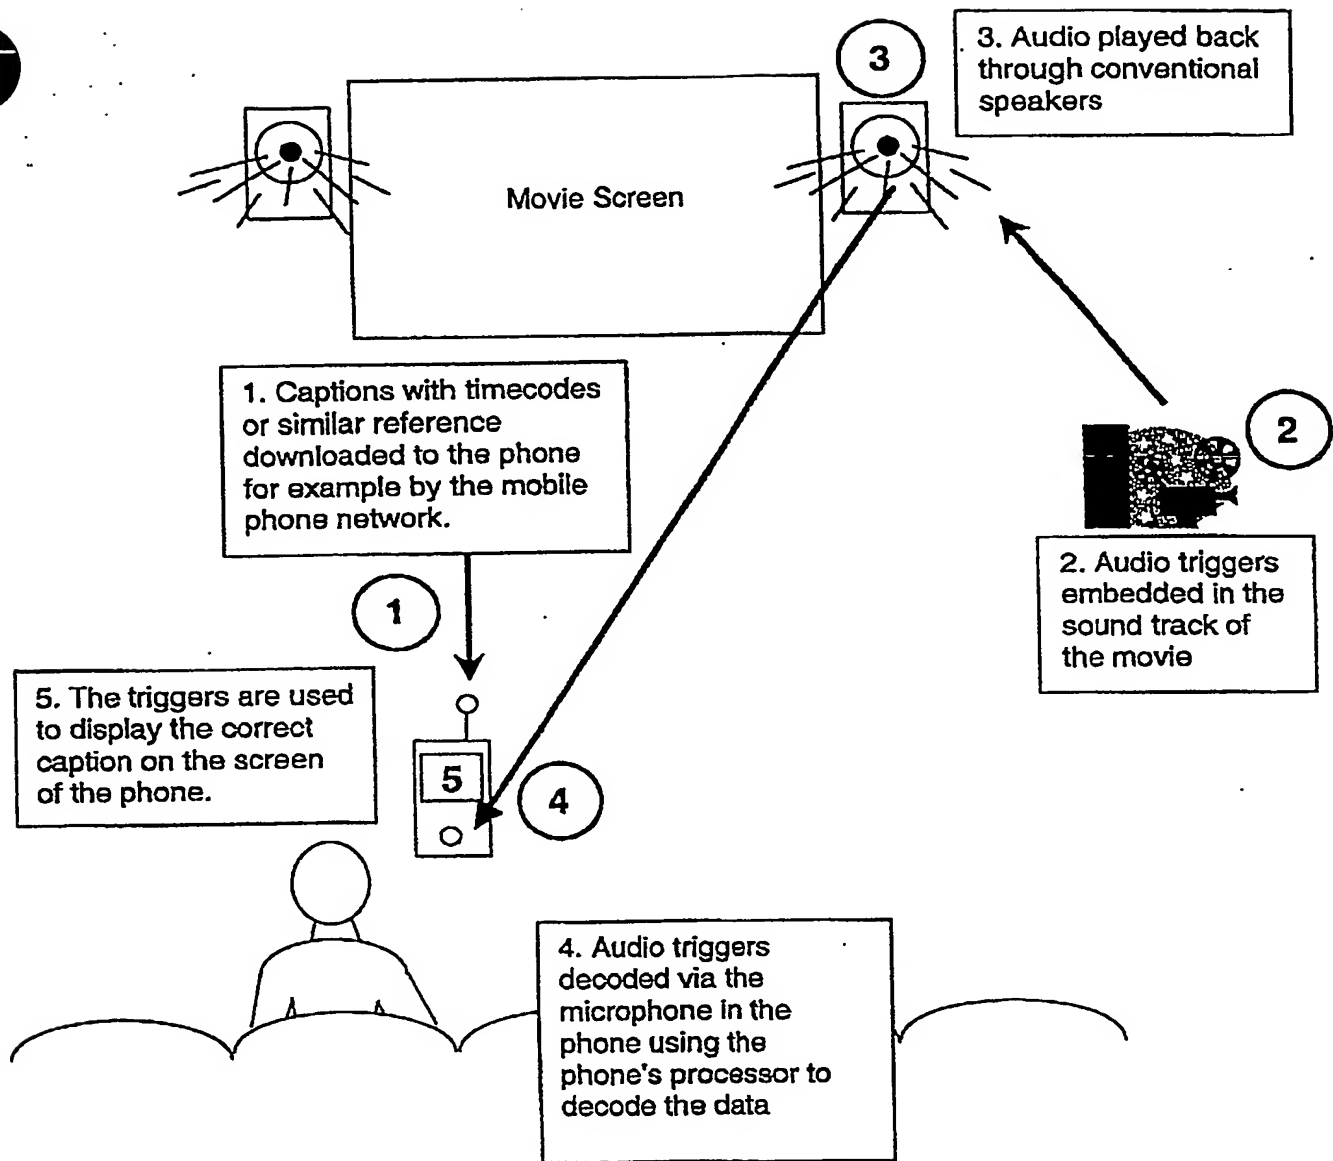 3
3. Audio played back
through conventional
speakers
Movie Screen
1. Captions with timecodes
or similar reference
downloaded to the phone
for example by the mobile
phone network.
2
2. Audio triggers
embedded in the
sound track of
the movie
1
5. The triggers are used
to display the correct
caption on the screen
of the phone.
5
4
4. Audio triggers
decoded via the
microphone in the
phone using the
phone's processor to
decode the data